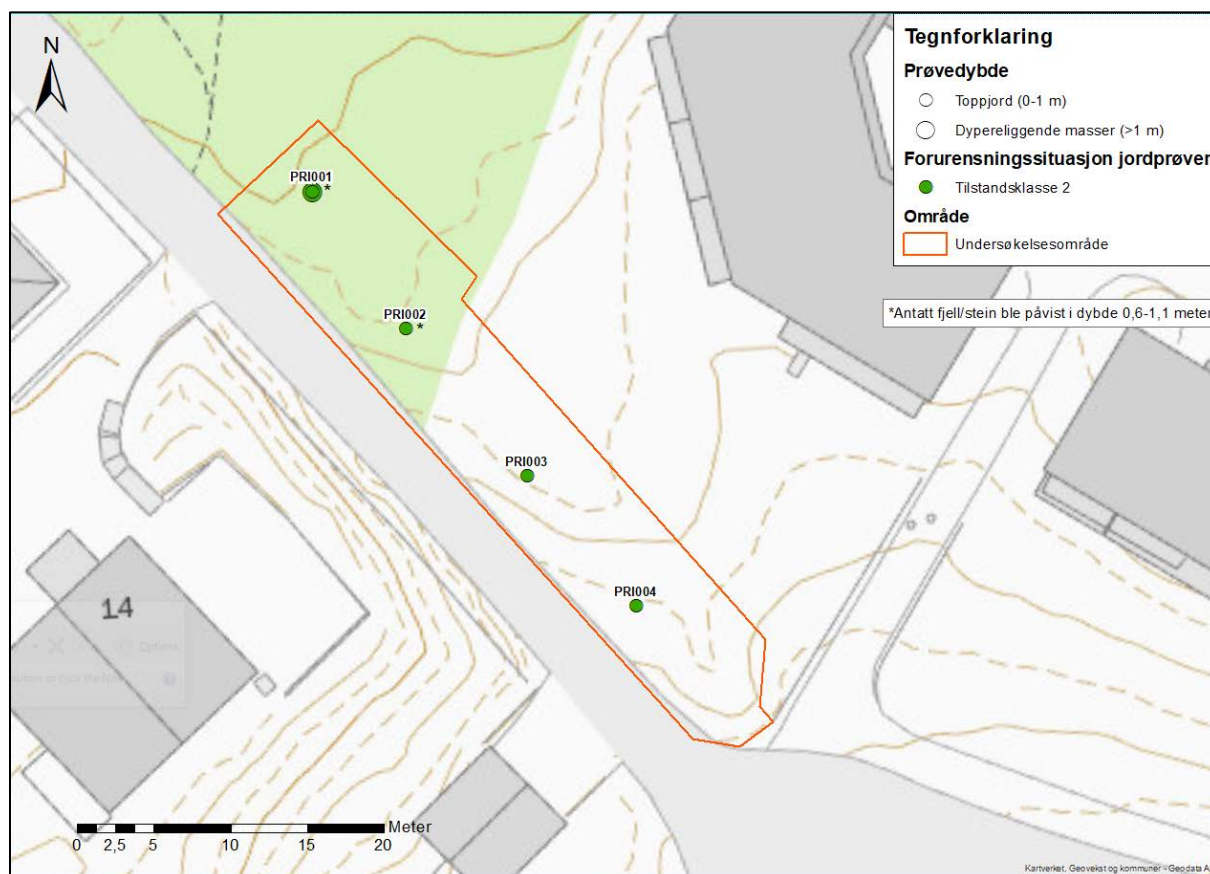 N
Tegnforklaring
Prøvedybde
Toppjord (0-1 m)
Dypereliggende masser (>1 m)
Forurensningssituasjon jordprøver
Tilstandsklasse 2
Område
Undersøkelsesområde
*Antatt fjell/stein ble påvist i dybde 0,6-1,1 meter
PRI001
*
PRI002
*
PRI003
PRI004
14
Options
Meter
0 2,5 5 10 15 20
Kartverket, Geovekst og kommuner - Geodata A